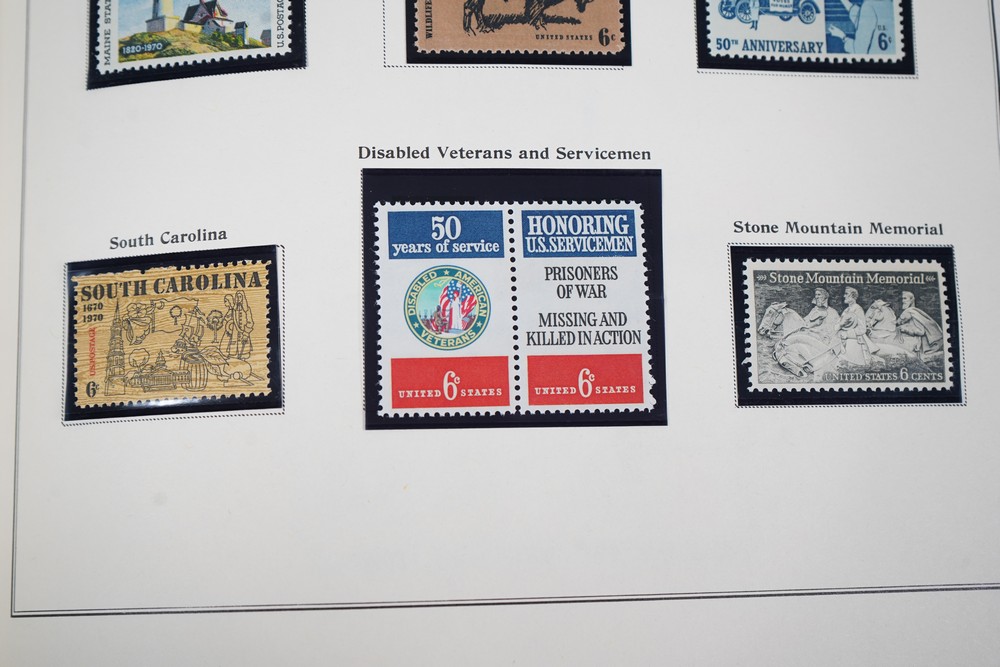 MAINE STATE
1820-1970
U.S. POSTAGE
WILDLIFE
UNITED STATES 6c
50TH ANNIVERSARY
U.S.
6c
Disabled Veterans and Servicemen
South Carolina
Stone Mountain Memorial
SOUTH CAROLINA
1670
1970
US POSTAGE
6c
50
years of service
DISABLED ★ AMERICAN
VETERANS
UNITED 6c STATES
HONORING
U.S. SERVICEMEN
PRISONERS
OF WAR
MISSING AND
KILLED IN ACTION
UNITED 6c STATES
Stone Mountain Memorial
UNITED STATES 6 CENTS